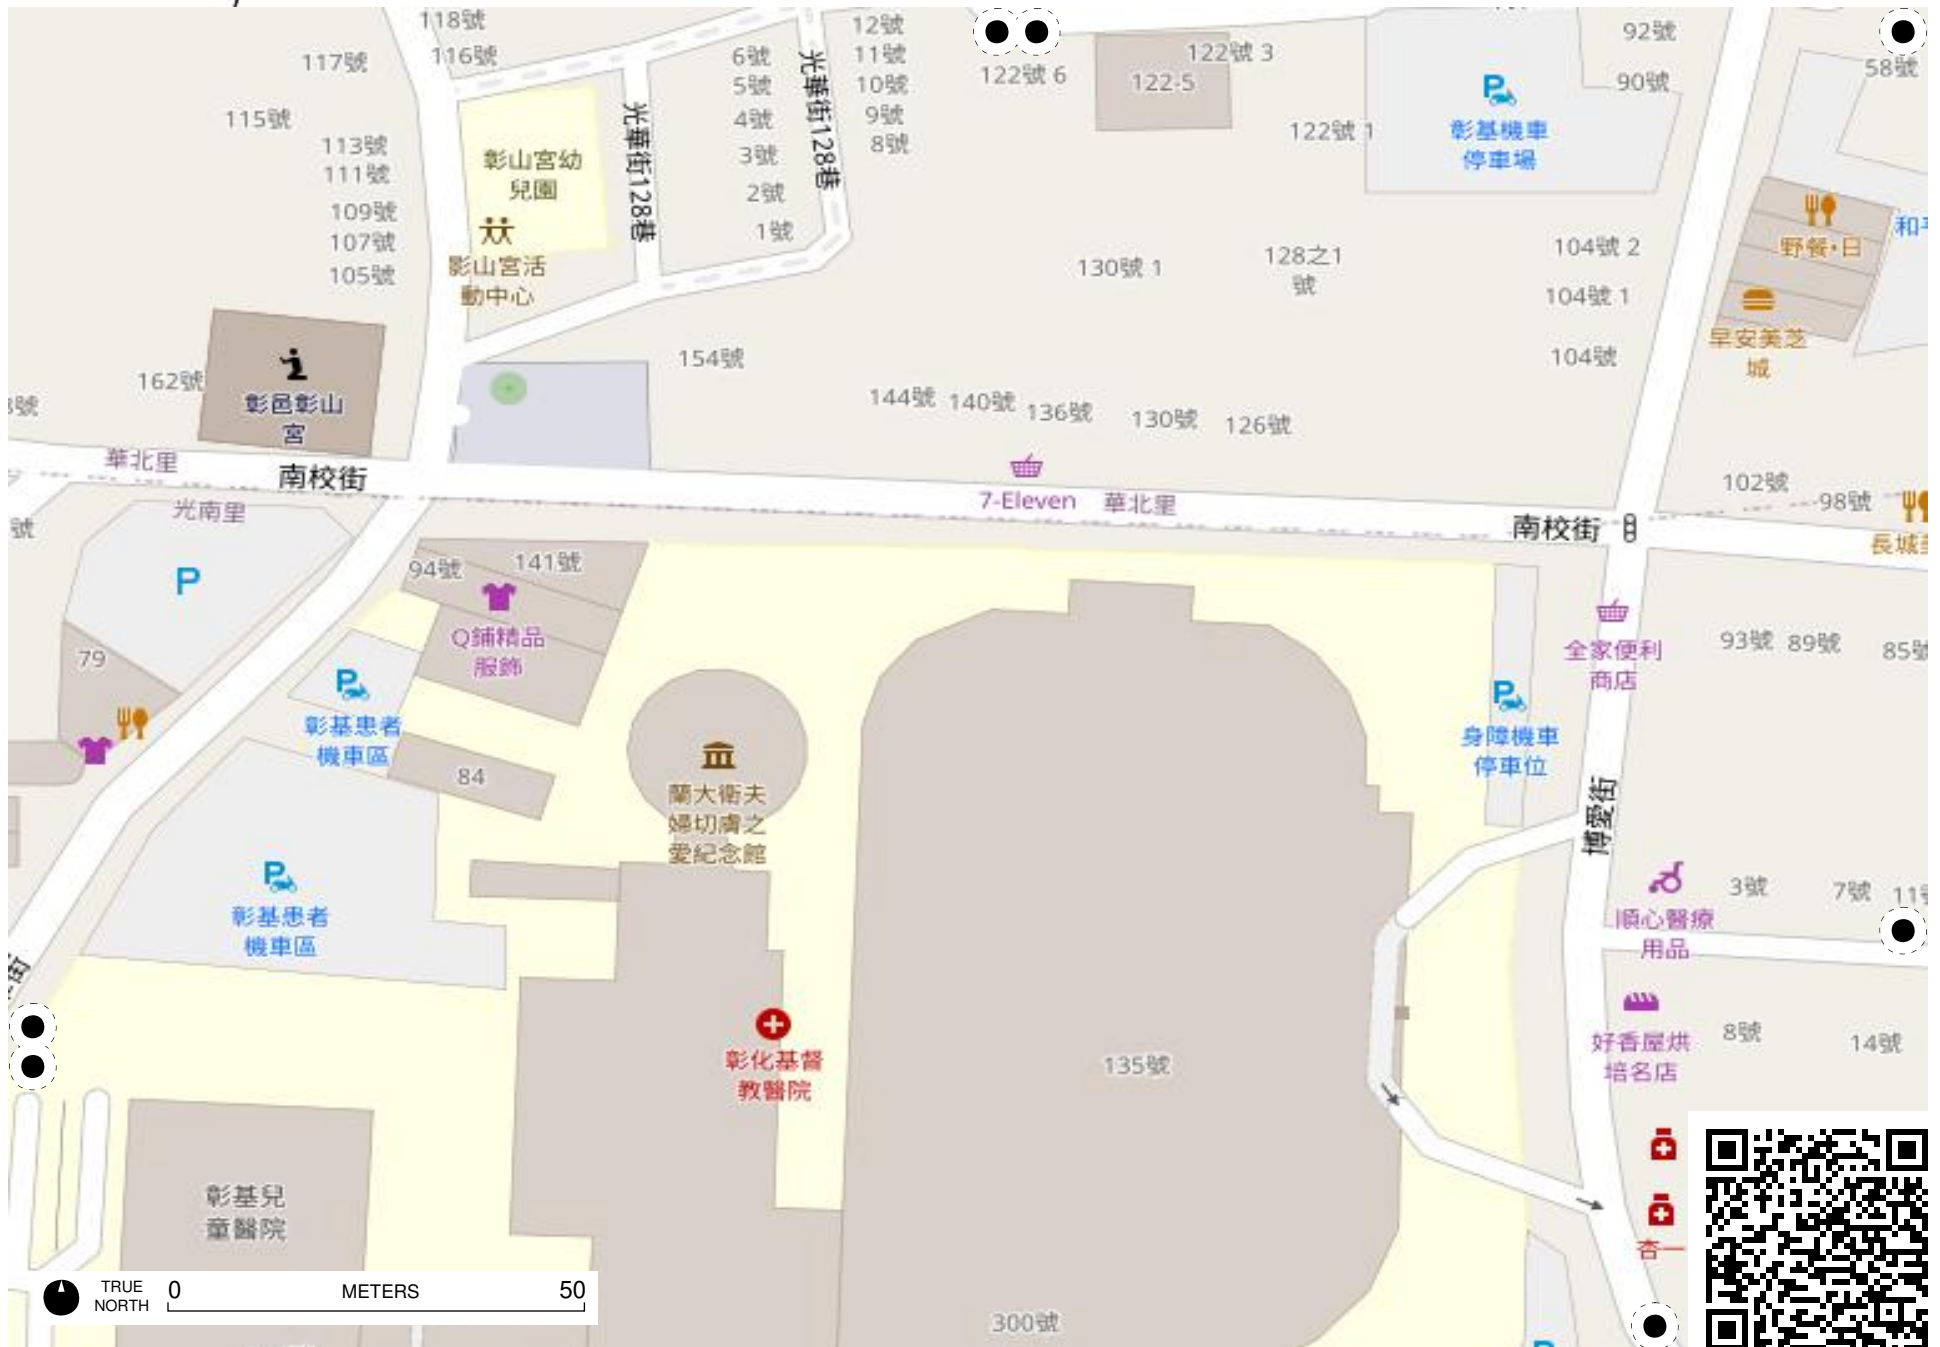 118號
116號
117號
115號
113號
111號
109號
107號
105號
彰山宮幼
兒園
影山宮活
動中心
光華街128巷
6號
5號
4號
3號
2號
1號
光華街128巷
12號
11號
10號
9號
8號
122號 6
122-5
122號 3
122號 1
彰基機車
停車場
92號
90號
58號
野餐•日
早安美芝
城
104號 2
104號 1
104號
130號 1
128之1
號
162號
彰邑彰山
宮
154號
144號
140號
136號
130號
126號
華北里
南校街
光南里
7-Eleven
華北里
南校街
102號
98號
號
P
94號
141號
Q鋪精品
服飾
79
彰基患者
機車區
84
彰基患者
機車區
蘭大衛夫
婦切膚之
愛紀念館
彰化基督
教醫院
135號
身障機車
停車位
全家便利
商店
93號
89號
博愛街
順心醫療
用品
3號
7號
好香屋烘
培名店
8號
14號
杏一
彰基兒
童醫院
300號
TRUE
NORTH
0
METERS
50